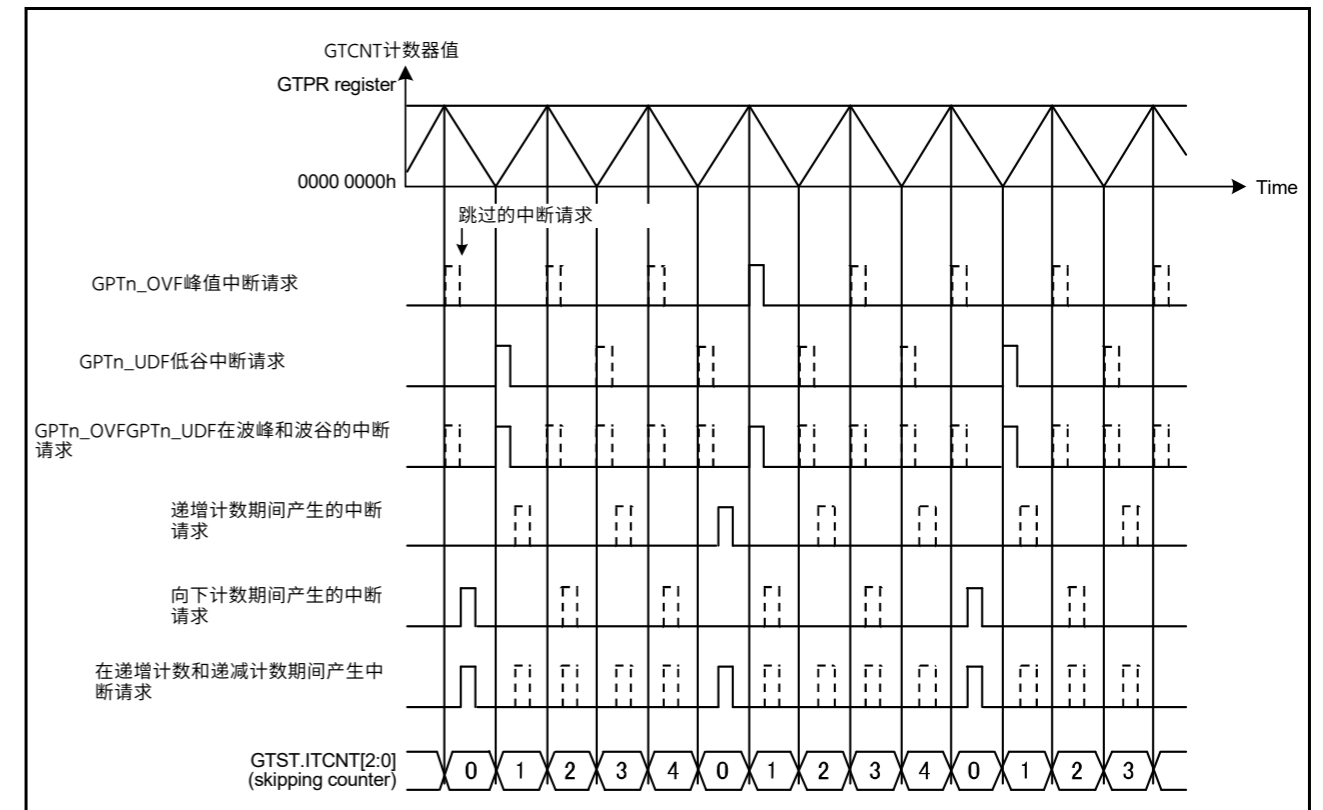 GTCNT计数器值
GTPR register
0000 0000h
Time
跳过的中断请求
GPTn_OVF峰值中断请求
GPTn_UDF低谷中断请求
GPTn_OVFGPTn_UDF在波峰和波谷的中断
请求
递增计数期间产生的中断
请求
向下计数期间产生的中断
请求
在递增计数和递减计数期间产生中
断请求
GTST.ITCNT[2:0]
(skipping counter)
0 1 2 3 4 0 1 2 3 4 0 1 2 3